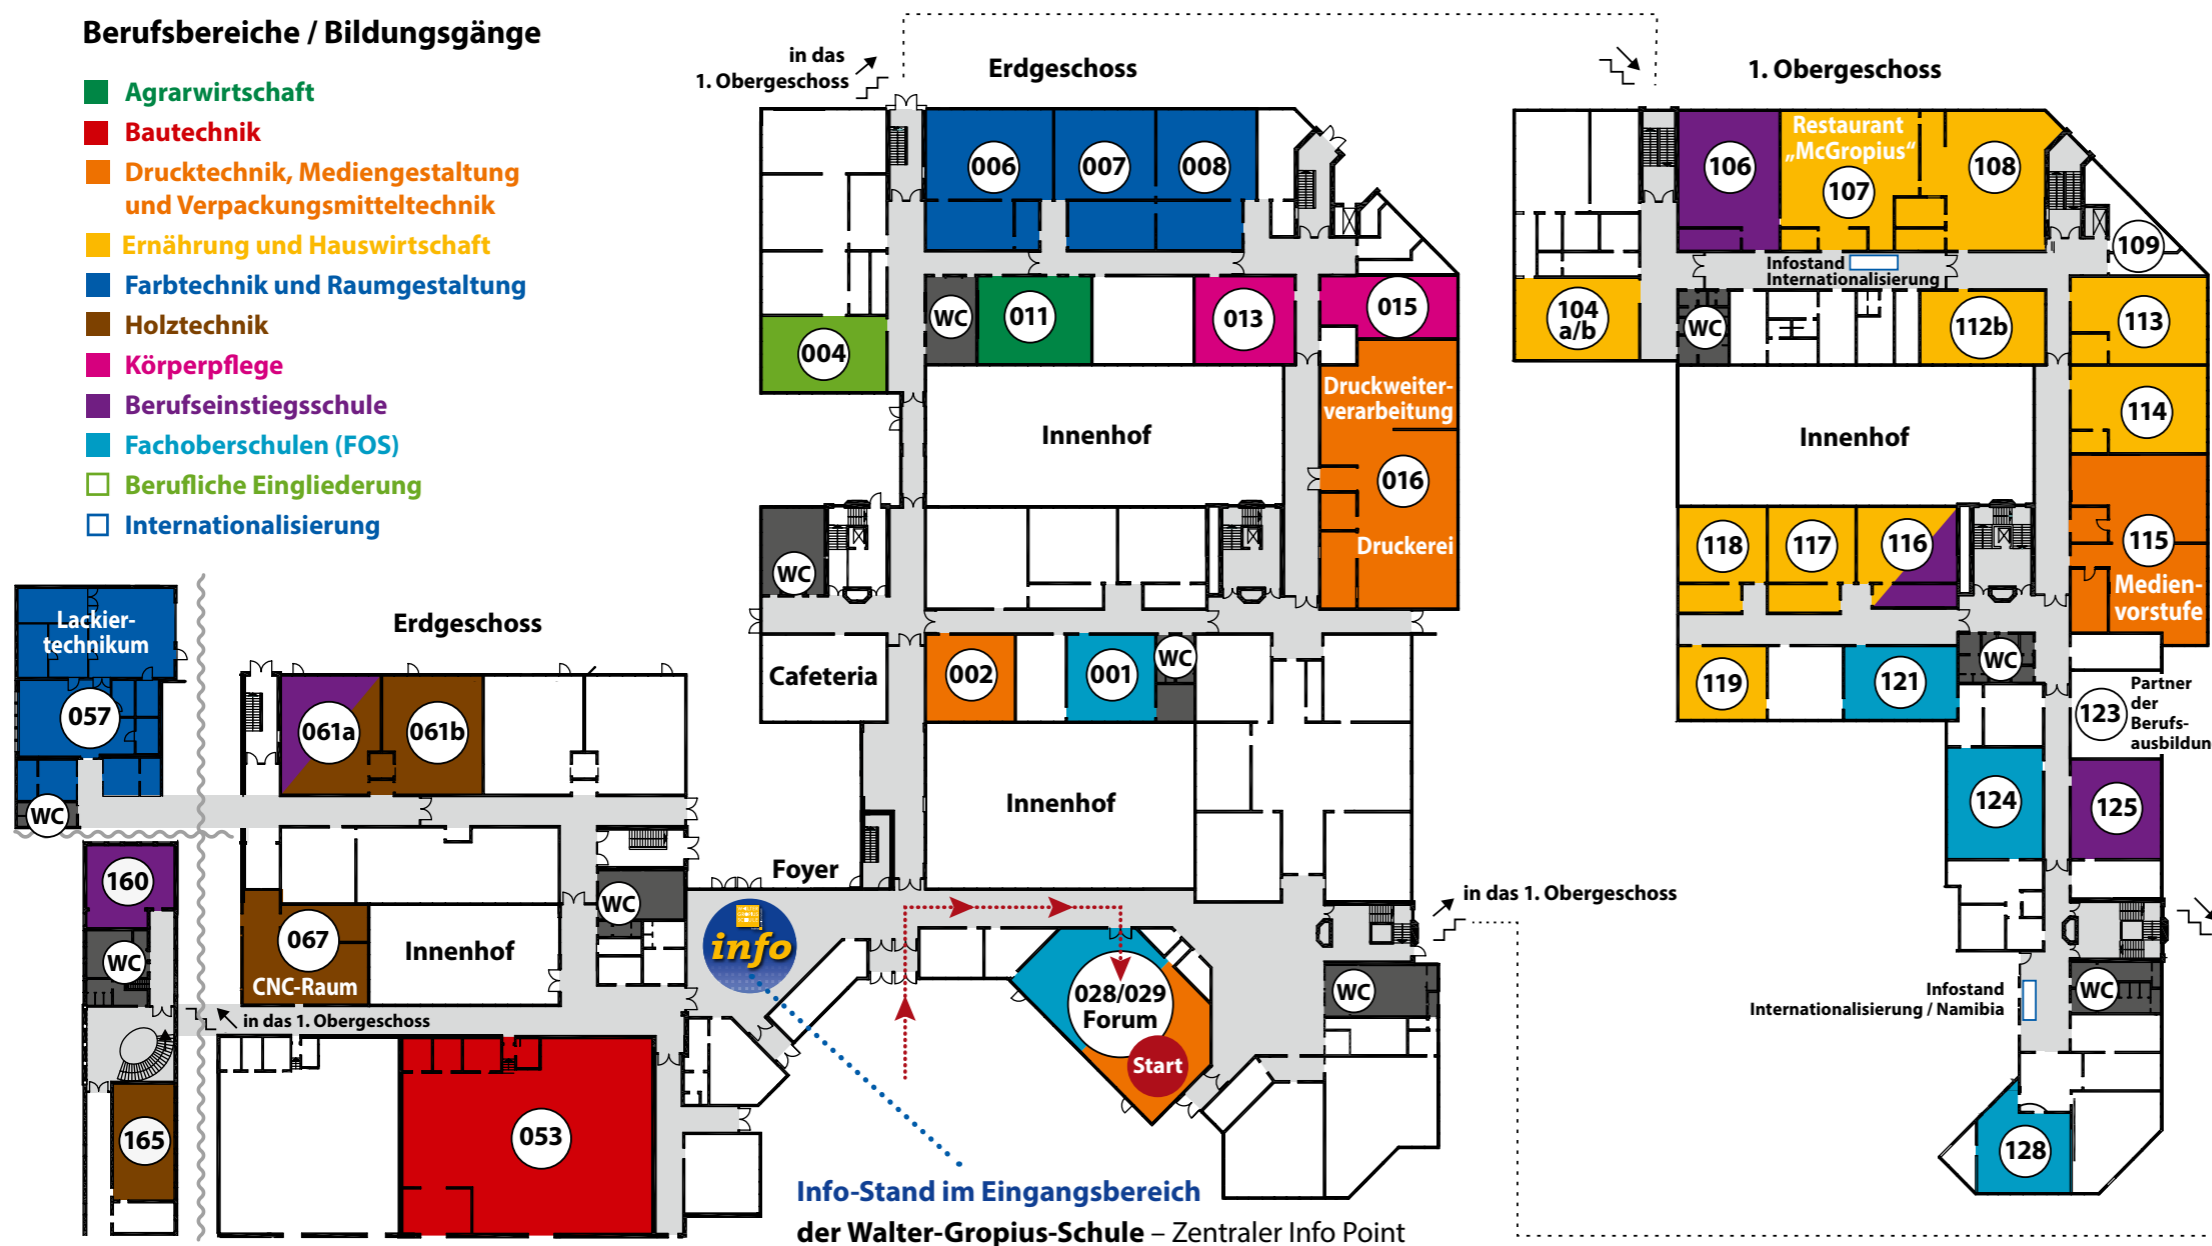 Berufsbereiche / Bildungsgänge
Agrarwirtschaft
Bautechnik
Drucktechnik, Mediengestaltung
und Verpackungsmitteltechnik
Ernährung und Hauswirtschaft
Farbtechnik und Raumgestaltung
Holztechnik
Körperpflege
Berufseinstiegsschule
Fachoberschulen (FOS)
Berufliche Eingliederung
Internationalisierung
in das
1. Obergeschoss
Erdgeschoss
006
007
008
WC
011
013
015
004
Druckweiter-
verarbeitung
Innenhof
016
Druckerei
WC
Cafeteria
002
001
WC
Innenhof
Foyer
info
028/029
Forum
Start
WC
in das 1. Obergeschoss
Info-Stand im Eingangsbereich
der Walter-Gropius-Schule – Zentraler Info Point
Lackier-
technikum
057
WC
Erdgeschoss
061a
061b
160
WC
165
067
CNC-Raum
Innenhof
WC
in das 1. Obergeschoss
053
1. Obergeschoss
106
Restaurant
„McGropius“
107
108
109
Infostand
Internationalisierung
104
a/b
WC
112b
113
114
Innenhof
118
117
116
115
Medien-
vorstufe
119
121
WC
123
Partner
der
Berufs-
ausbildun
124
125
Infostand
Internationalisierung / Namibia
WC
128